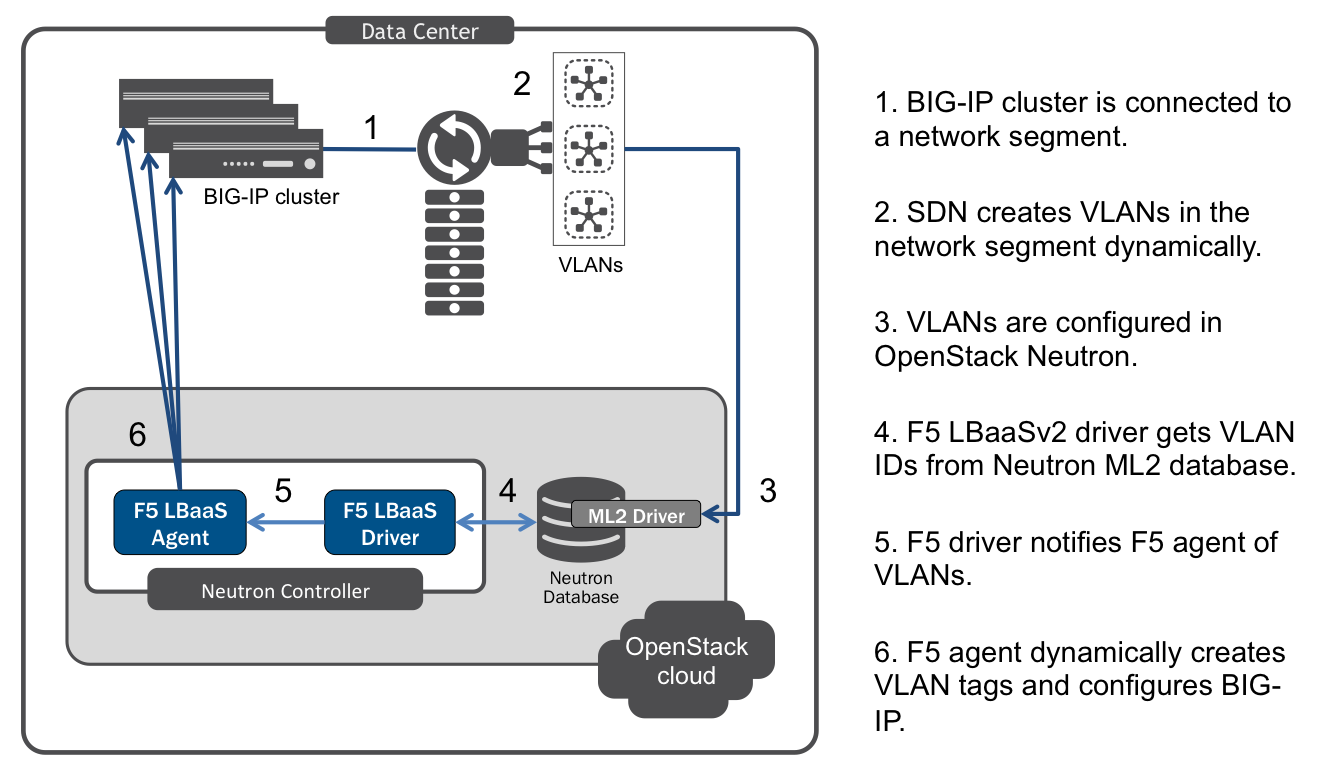 Data Center
1
2
BIG-IP cluster
VLANs
6
5
4
3
F5 LBaaS
Agent
F5 LBaaS
Driver
ML2 Driver
Neutron Controller
Neutron
Database
OpenStack
cloud
1. BIG-IP cluster is connected to
a network segment.
2. SDN creates VLANs in the
network segment dynamically.
3. VLANs are configured in
OpenStack Neutron.
4. F5 LBaaSv2 driver gets VLAN
IDs from Neutron ML2 database.
5. F5 driver notifies F5 agent of
VLANs.
6. F5 agent dynamically creates
VLAN tags and configures BIG-
IP.